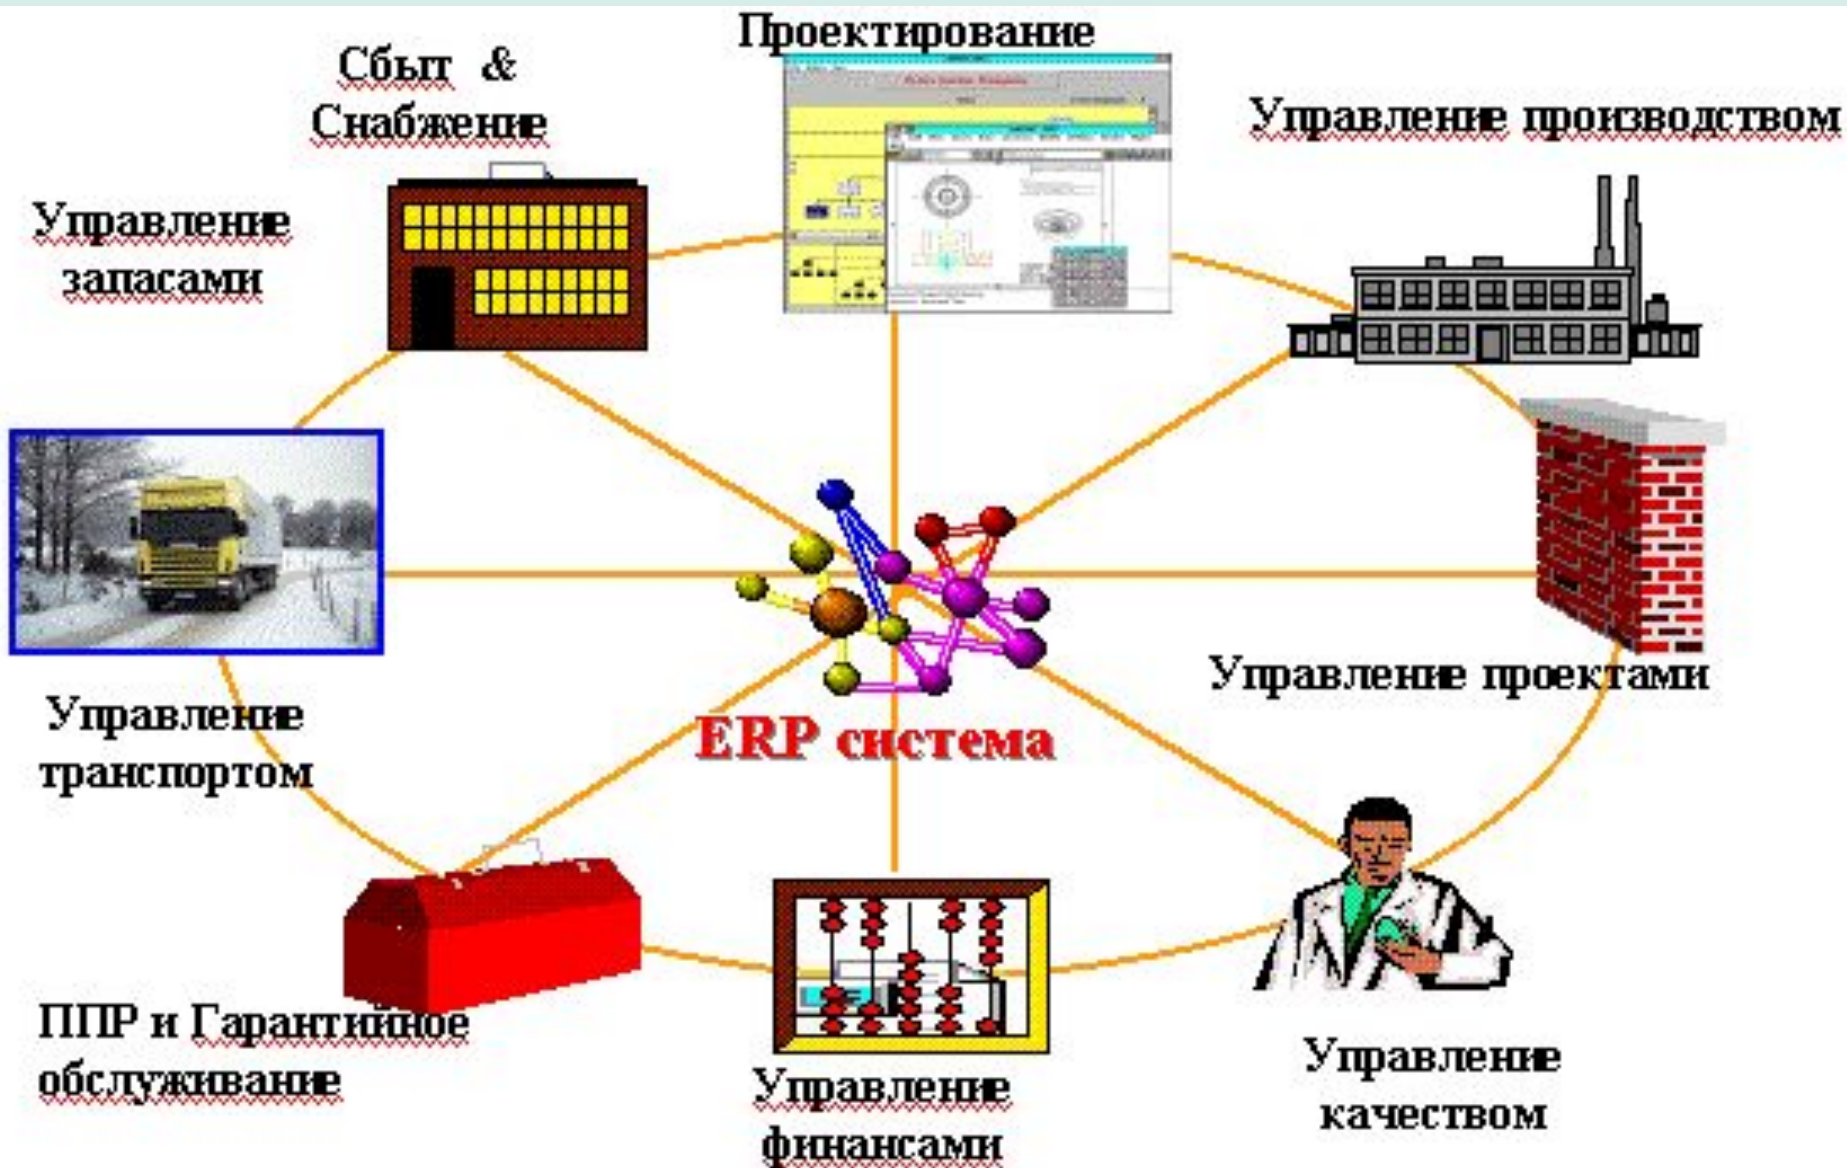 Проектирование
Сбыт &
Снабжение
Управление производством
Управление
запасами
ERP система
Управление проектами
Управление
транспортом
ППР и Гарантийное
обслуживание
Управление
финансами
Управление
качеством